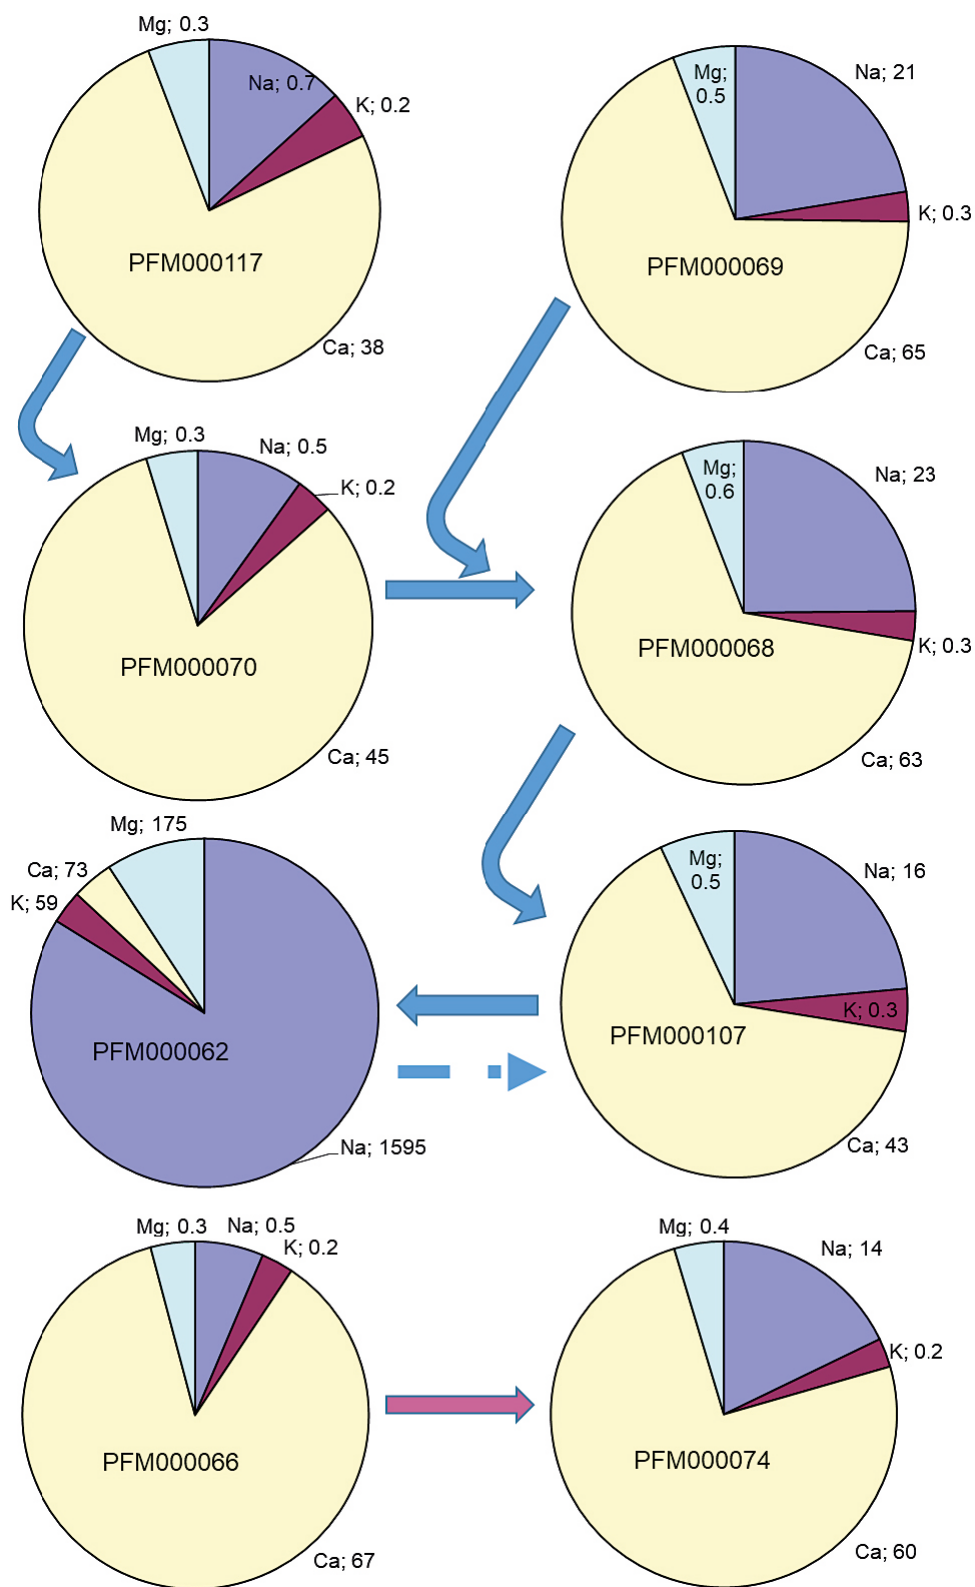 Mg; 0.3
Na; 0.7
K; 0.2
PFM000117
Ca; 38
Mg;
0.5
Na; 21
K; 0.3
PFM000069
Ca; 65
Mg; 0.3
Na; 0.5
K; 0.2
PFM000070
Ca; 45
Mg;
0.6
Na; 23
K; 0.3
PFM000068
Ca; 63
Mg; 175
Ca; 73
K; 59
PFM000062
Na; 1595
Mg;
0.5
Na; 16
K; 0.3
PFM000107
Ca; 43
Mg; 0.3
Na; 0.5
K; 0.2
PFM000066
Ca; 67
Mg; 0.4
Na; 14
K; 0.2
PFM000074
Ca; 60